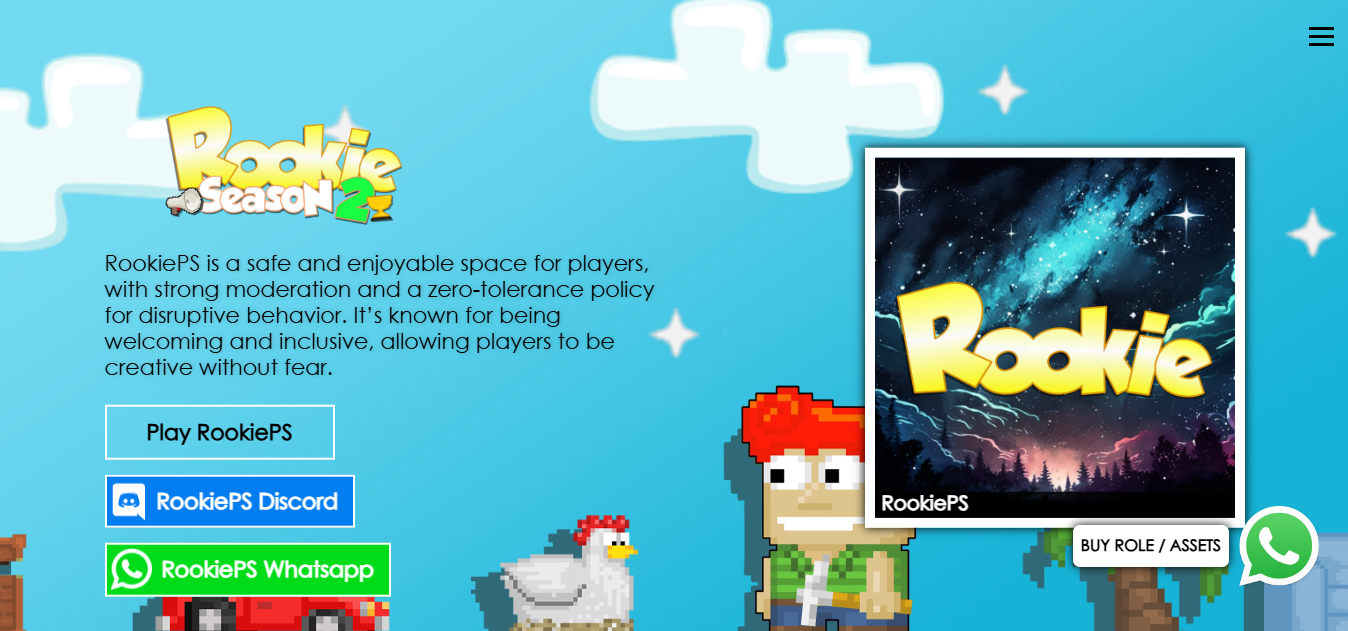 Rookie
Season 2
RookiePS is a safe and enjoyable space for players,
with strong moderation and a zero-tolerance policy
for disruptive behavior. It’s known for being
welcoming and inclusive, allowing players to be
creative without fear.
Play RookiePS
RookiePS Discord
RookiePS Whatsapp
Rookie
RookiePS
BUY ROLE / ASSETS